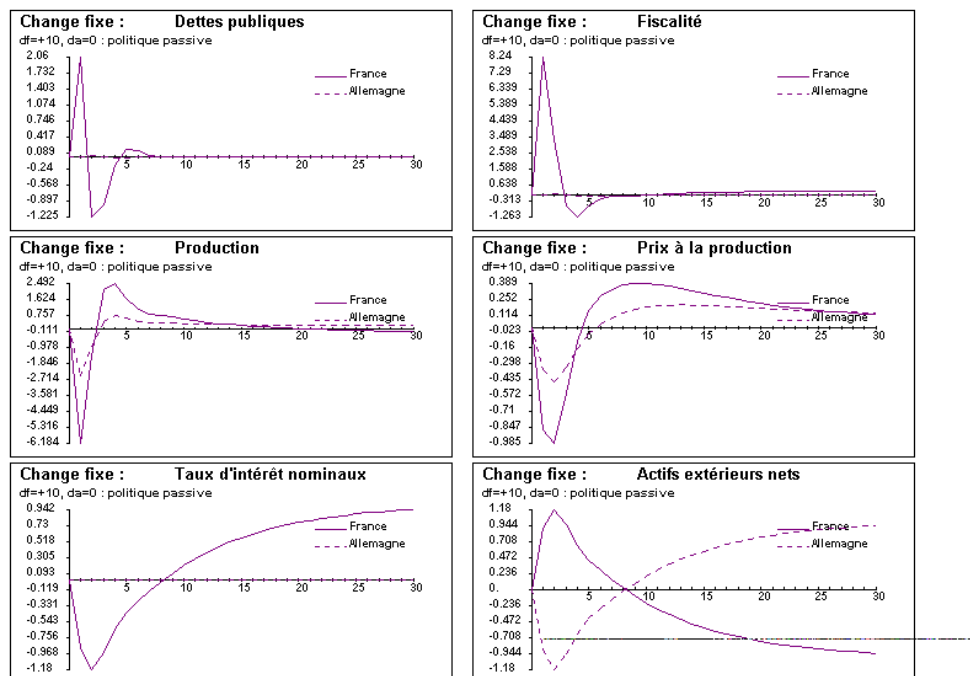 Change fixe : Dettes publiques
df=+10, da=0 : politique passive
2.06
1.732
1.403
1.074
0.746
0.417
0.089
-0.24
-0.568
-0.897
-1.225
France
Allemagne
5 10 15 20 25 30
Change fixe : Fiscalité
df=+10, da=0 : politique passive
8.24
7.29
6.339
5.389
4.439
3.489
2.538
1.588
0.638
-0.313
-1.263
France
Allemagne
5 10 15 20 25 30
Change fixe : Production
df=+10, da=0 : politique passive
2.492
1.624
0.757
-0.111
-0.978
-1.846
-2.714
-3.581
-4.449
-5.316
-6.184
France
Allemagne
5 10 15 20 25 30
Change fixe : Prix à la production
df=+10, da=0 : politique passive
0.389
0.252
0.114
-0.023
-0.16
-0.298
-0.435
-0.572
-0.71
-0.847
-0.985
France
Allemagne
5 10 15 20 25 30
Change fixe : Taux d'intérêt nominaux
df=+10, da=0 : politique passive
0.942
0.73
0.518
0.305
0.093
-0.119
-0.331
-0.543
-0.756
-0.968
-1.18
France
Allemagne
5 10 15 20 25 30
Change fixe : Actifs extérieurs nets
df=+10, da=0 : politique passive
1.18
0.944
0.708
0.472
0.236
0.
-0.236
-0.472
-0.708
-0.944
-1.18
France
Allemagne
5 10 15 20 25 30